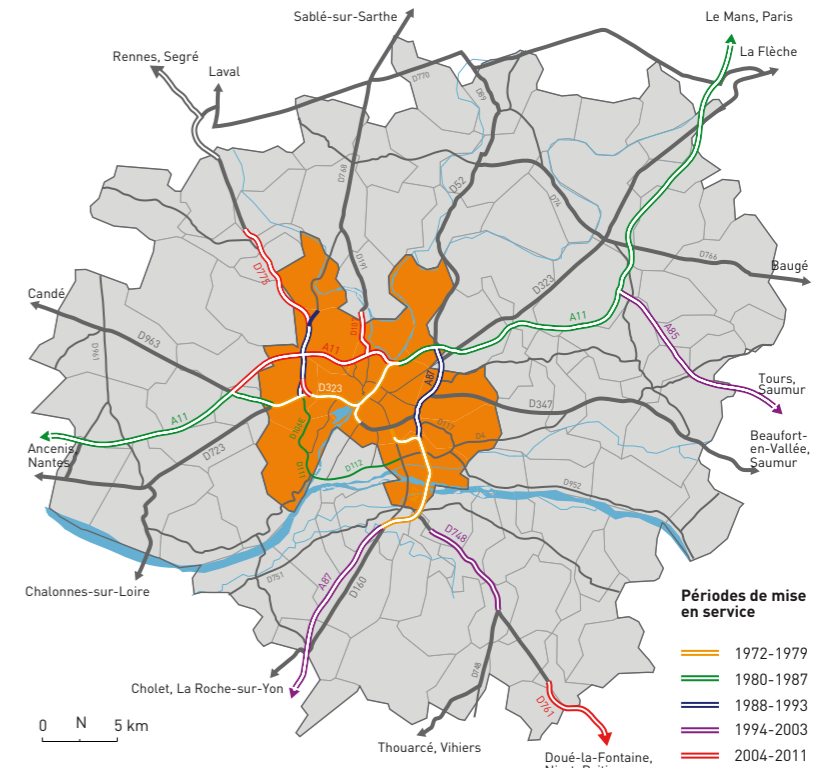 Sablé-sur-Sarthe
Le Mans, Paris
La Flèche
Rennes, Segré
Laval
D770
D89
D768
D52
D74
D191
D766
Baugé
D775
D323
Candé
D963
D961
A11
A11
A85
D323
A87
Tours,
Saumur
D347
A11
D104E
D117
D4
Beaufort-
en-Vallée,
Saumur
Ancenis,
Nantes
D723
D111
D112
D952
D748
A87
D751
D160
Chalonnes-sur-Loire
Périodes de mise
en service
1972-1979
1980-1987
1988-1993
1994-2003
2004-2011
D748
D761
Cholet, La Roche-sur-Yon
0 N 5 km
Thouarcé, Vihiers
Doué-la-Fontaine,